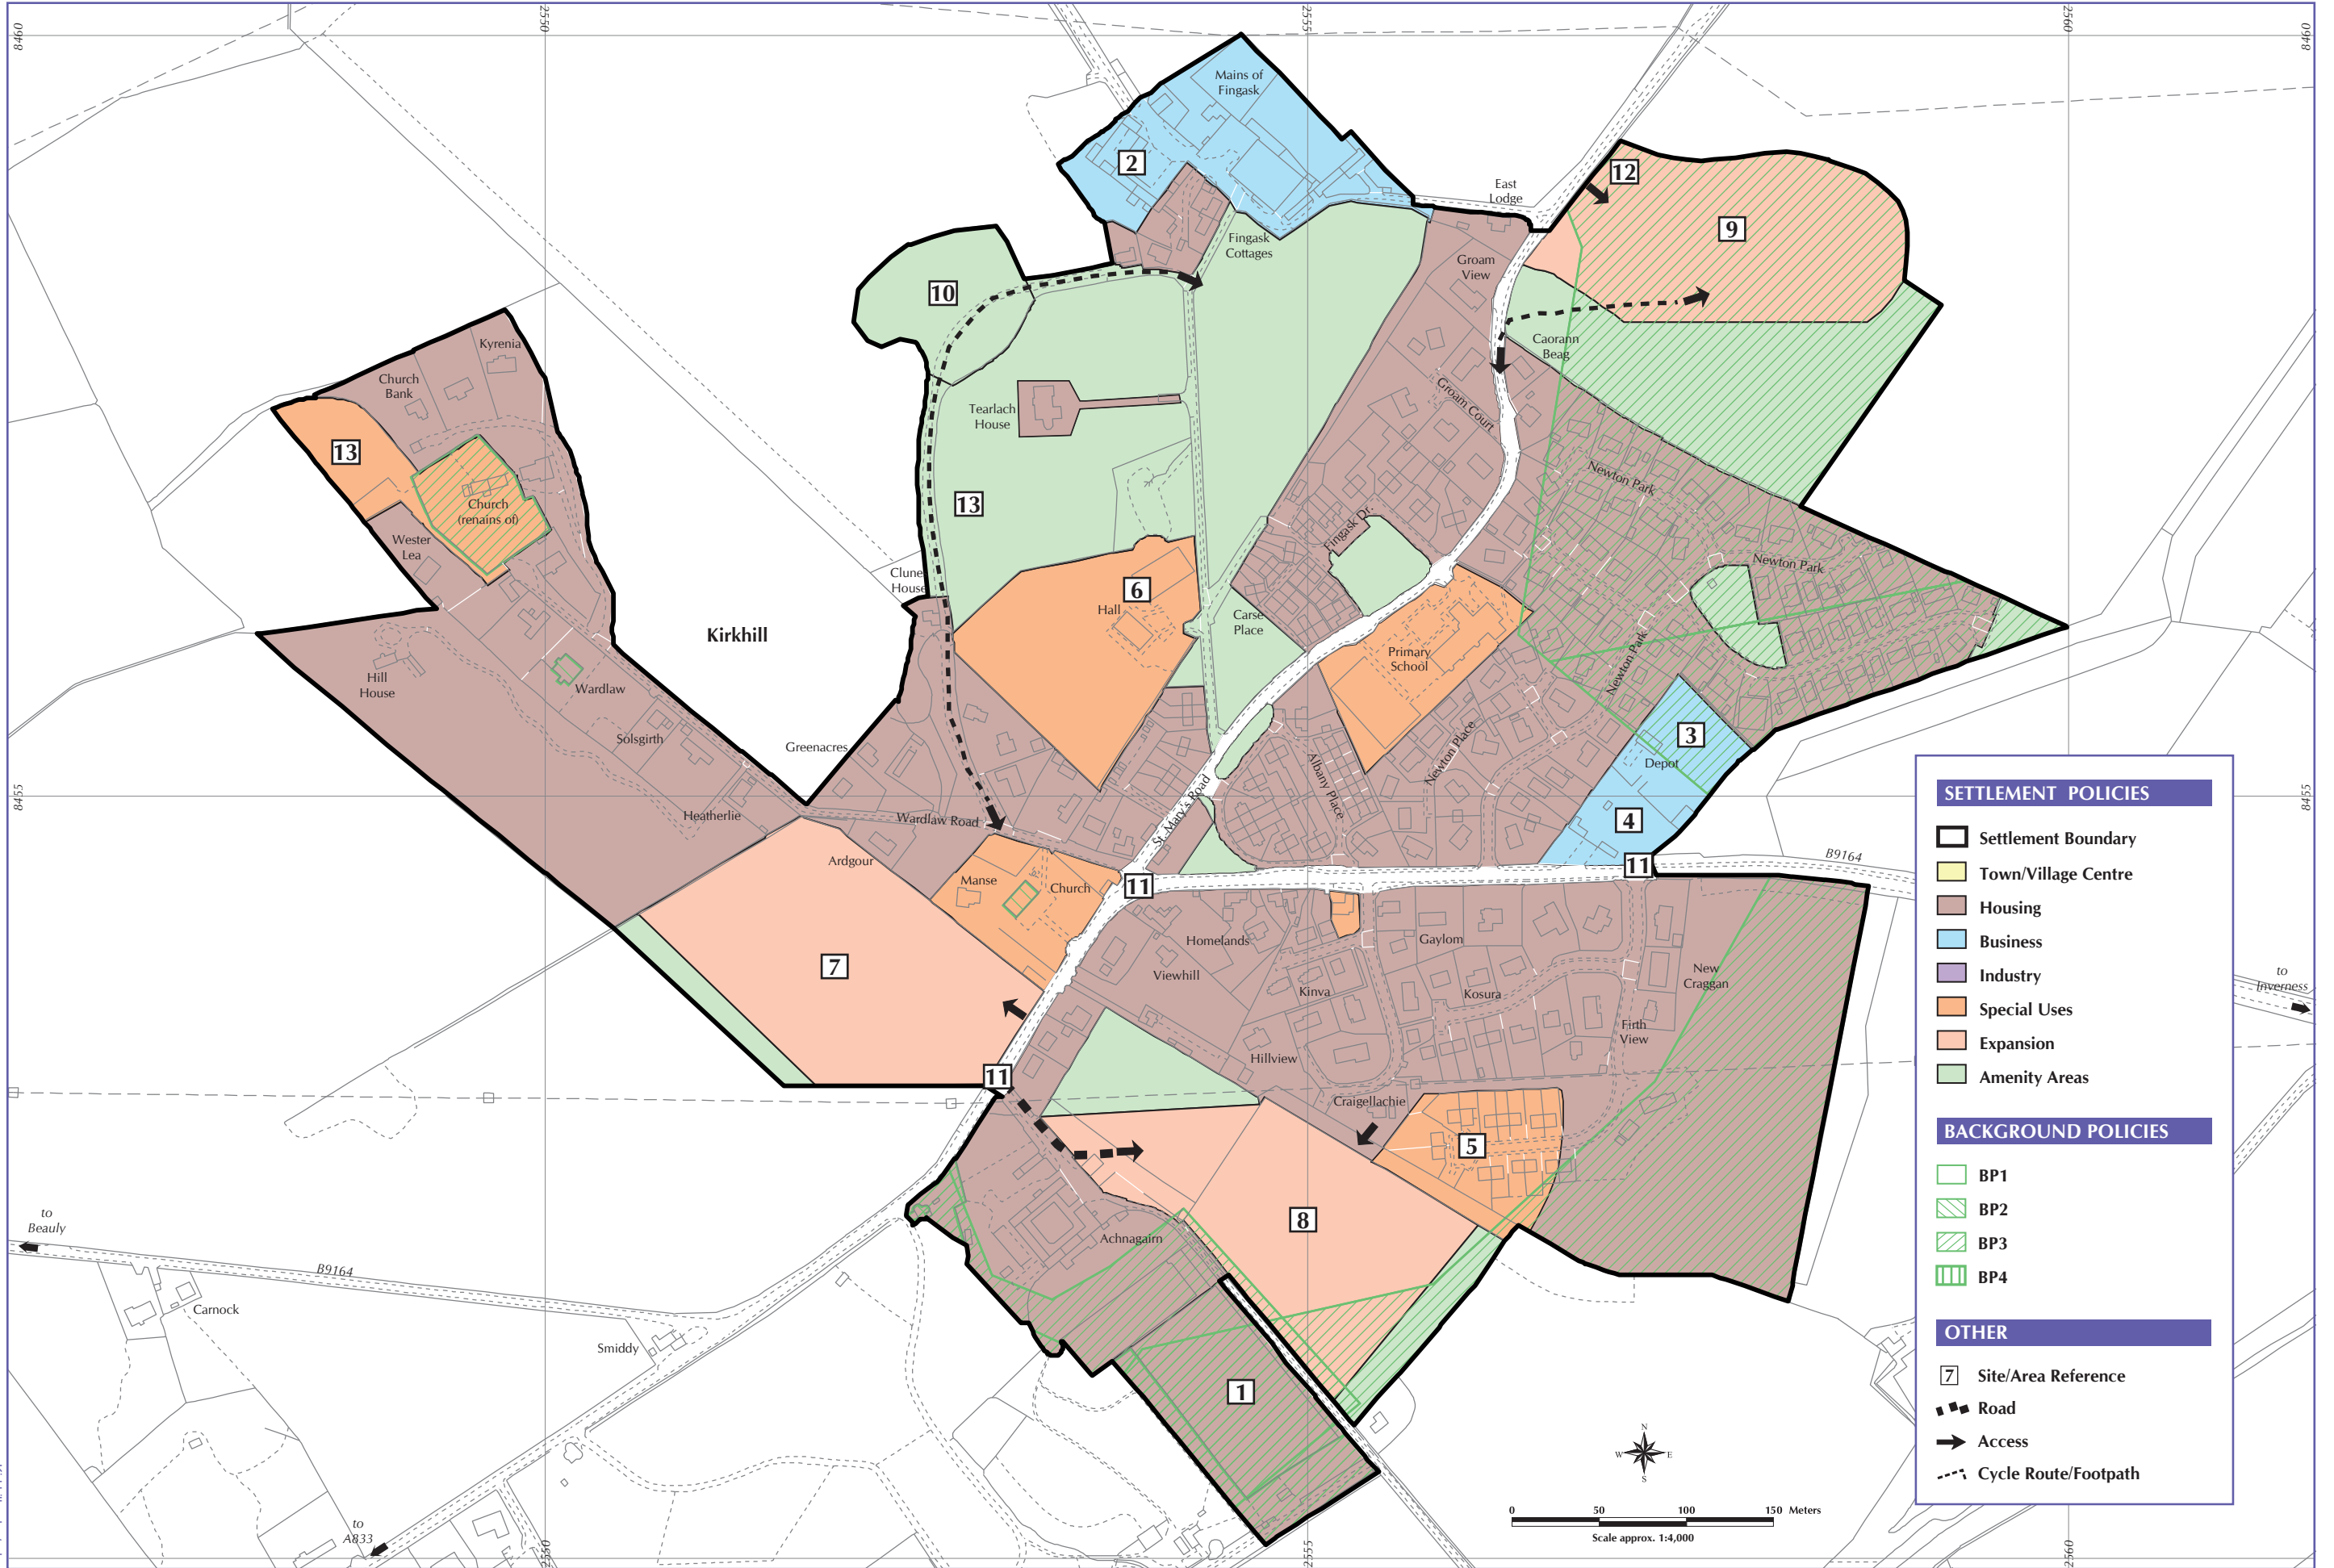 2550
2555
2560
8460
8460
Mains of
Fingask
2
East
Lodge
12
9
Fingask
Cottages
Groam
View
10
Kyrenia
Church
Bank
Caorann
Beag
Tearlach
House
Groam Court
13
Church
(renains of)
13
Newton Park
Fingask Dr.
Wester
Lea
Newton Park
Clune
House
6
Hall
Carse
Place
Kirkhill
Primary
School
Newton Park
Hill
House
Wardlaw
Solsgirth
Greenacres
3
Depot
Newton Place
Albany Place
8455
8455
St. Mary's Road
Heatherlie
Wardlaw Road
4
Ardgour
11
B9164
Manse
Church
11
Homelands
Gaylom
7
Viewhill
Kinva
Kosura
New
Craggan
to
Inverness
Firth
View
Hillview
11
Craigellachie
5
8
Achnagairn
to
Beauly
B9164
Carnock
Smiddy
1
to
A833
N
W
E
S
0 50 100 150 Meters
Scale approx. 1:4,000
2550
2555
2560
SETTLEMENT POLICIES
Settlement Boundary
Town/Village Centre
Housing
Business
Industry
Special Uses
Expansion
Amenity Areas
BACKGROUND POLICIES
BP1
BP2
BP3
BP4
OTHER
7 Site/Area Reference
Road
Access
Cycle Route/Footpath